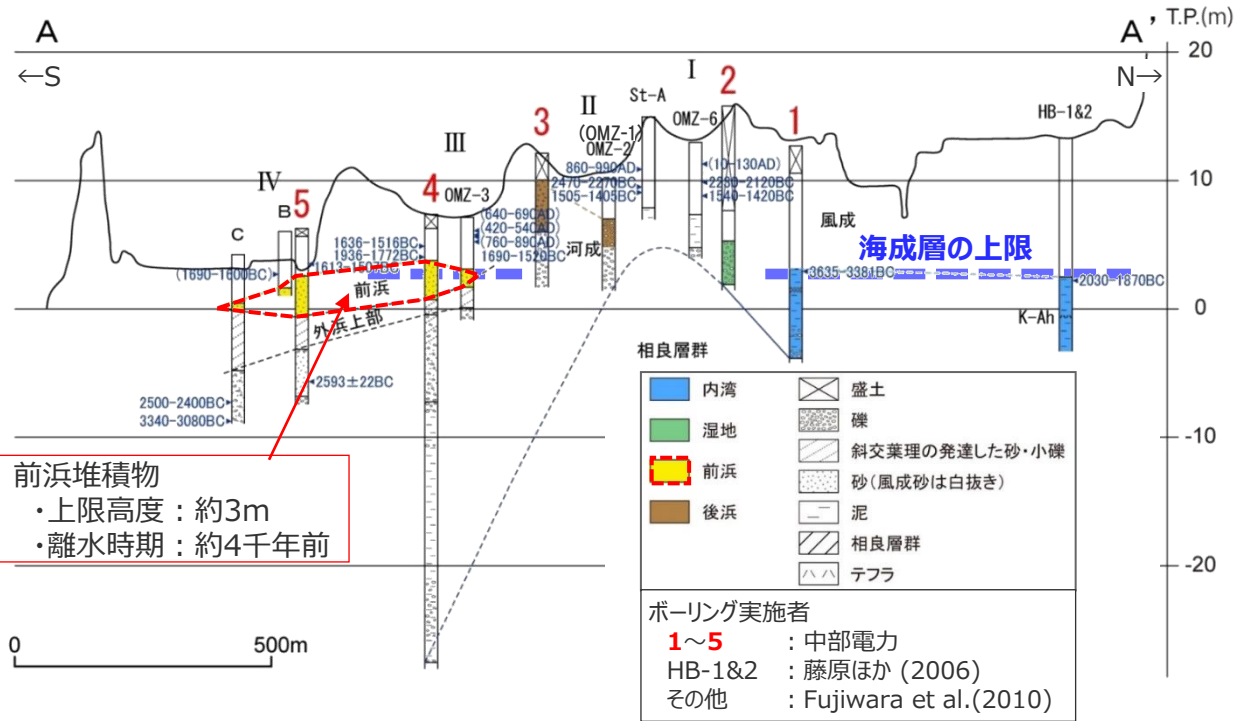 A
A'
T.P.(m)
←S
N→
20
10
0
-10
-20
I
II
III
IV
St-A
2
(OMZ-1)
OMZ-2
OMZ-6
1
HB-1&2
3
4
OMZ-3
5
B
C
860-990AD
2470-2270BC
1505-1405BC
(10-130AD)
2230-2120BC
1540-1420BC
(640-690AD)
(420-540AD)
(760-890AD)
1690-1520BC
1636-1516BC
1936-1772BC
(1690-1600BC)
風成
河成
海成層の上限
3635-3381BC
2030-1870BC
K-Ah
前浜
外浜上部
2593±22BC
2500-2400BC
3340-3080BC
相良層群
前浜堆積物
・上限高度：約3m
・離水時期：約4千年前
内湾
湿地
前浜
後浜
盛土
礫
斜交葉理の発達した砂・小礫
砂(風成砂は白抜き)
泥
相良層群
テフラ
ボーリング実施者
1～5 ：中部電力
HB-1&2 ：藤原ほか (2006)
その他 ：Fujiwara et al.(2010)
0 500m